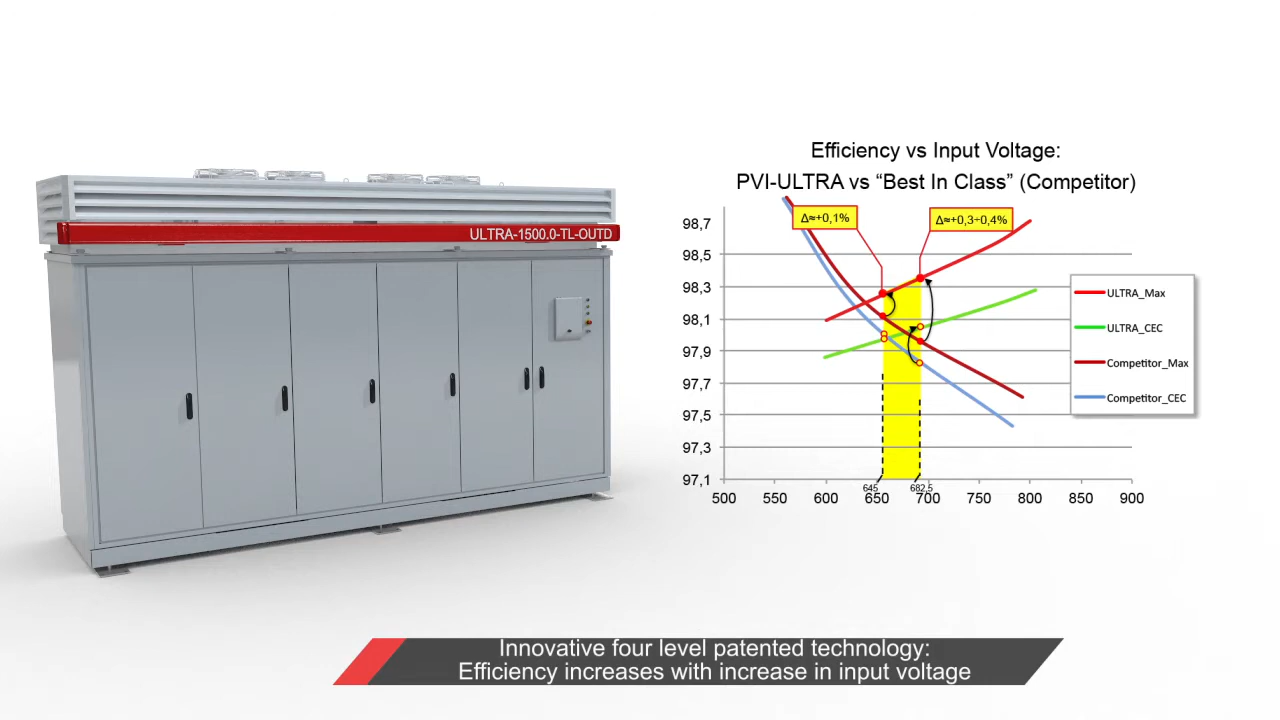 Efficiency vs Input Voltage:
PVI-ULTRA vs “Best In Class” (Competitor)
ULTRA-1500.0-TL-OUTD
Δ≈+0,1%
Δ≈+0,3÷0,4%
98,7
98,5
98,3
98,1
97,9
97,7
97,5
97,3
97,1
ULTRA_Max
ULTRA_CEC
Competitor_Max
Competitor_CEC
645
682,5
500 550 600 650 700 750 800 850 900
Innovative four level patented technology:
Efficiency increases with increase in input voltage